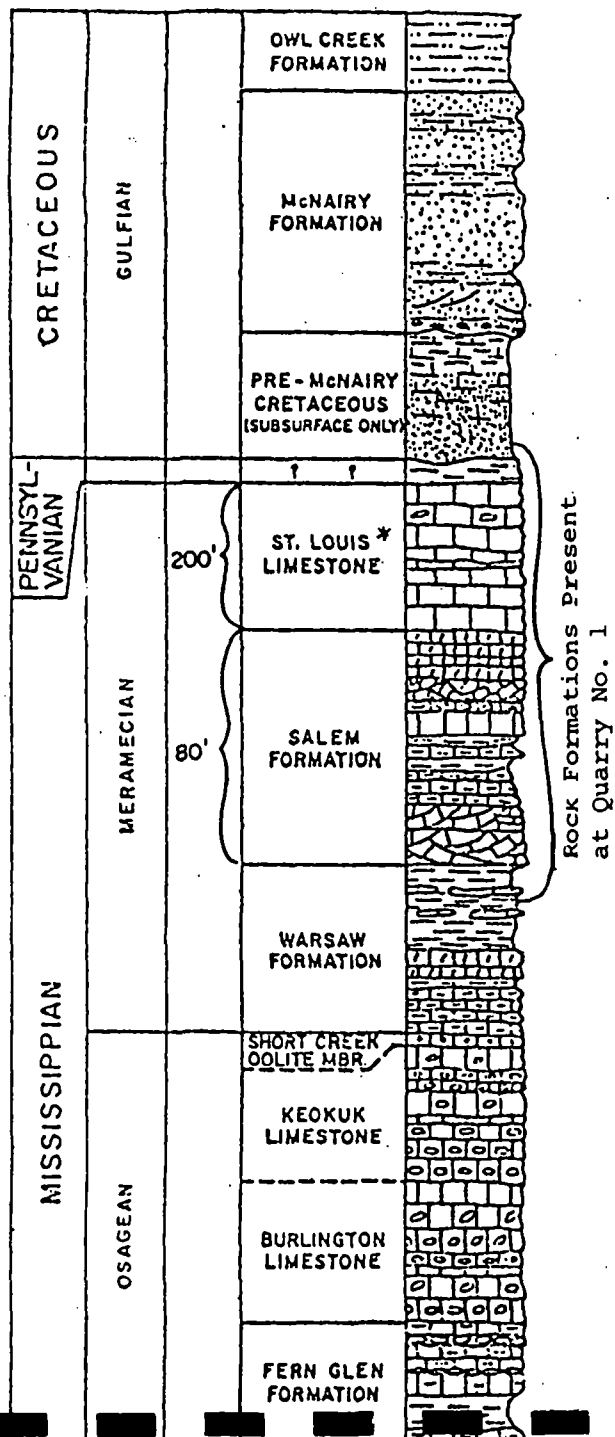 CRETACEOUS
GULFIAN
OWL CREEK
FORMATION
McNAIRY
FORMATION
PRE-McNAIRY
CRETACEOUS
(SUBSURFACE ONLY)
PENNSYL-
VANIAN
? ?
MISSISSIPPIAN
MERAMECIAN
200'
ST. LOUIS *
LIMESTONE
80'
SALEM
FORMATION
WARSAW
FORMATION
OSAGEAN
SHORT CREEK
OOLITE MBR.
KEOKUK
LIMESTONE
BURLINGTON
LIMESTONE
FERN GLEN
FORMATION
Rock Formations Present
at Quarry No. 1